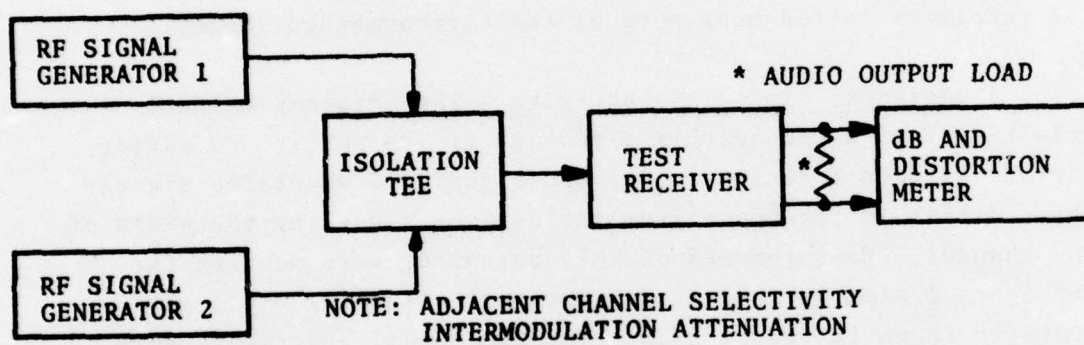 RF SIGNAL
GENERATOR 1
* AUDIO OUTPUT LOAD
ISOLATION
TEE
TEST
RECEIVER
*
dB AND
DISTORTION
METER
RF SIGNAL
GENERATOR 2
NOTE: ADJACENT CHANNEL SELECTIVITY
INTERMODULATION ATTENUATION